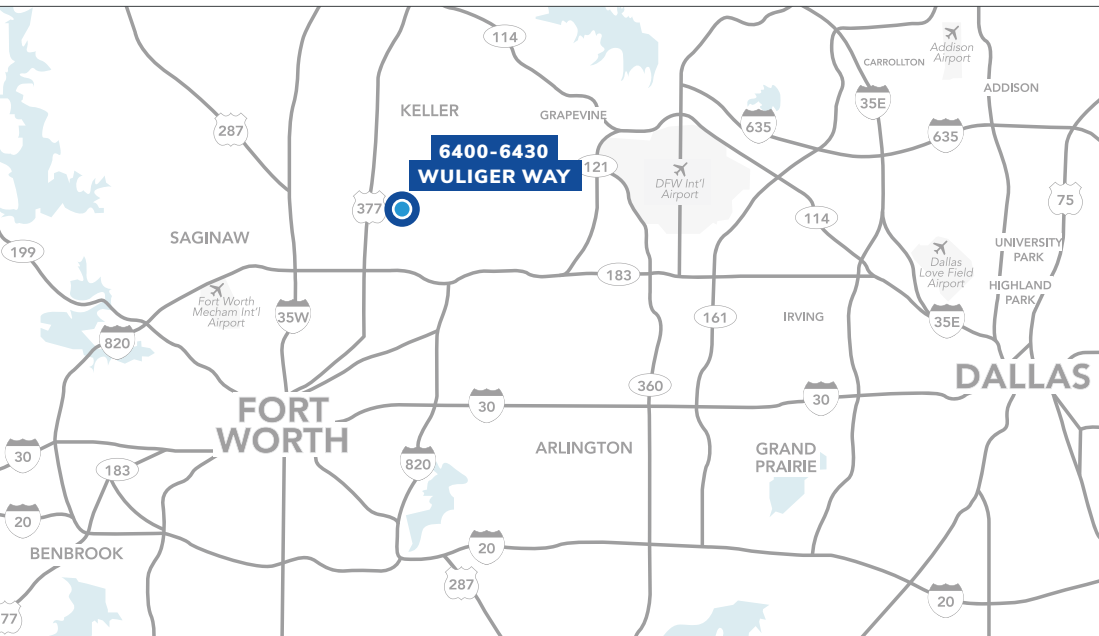 114
Addison
Airport
CARROLLTON
ADDISON
35E
KELLER
GRAPEVINE
287
635
635
6400-6430
WULIGER WAY
121
DFW Int'l
Airport
75
377
114
SAGINAW
199
UNIVERSITY
PARK
Dallas
Love Field
Airport
183
HIGHLAND
PARK
Fort Worth
Mecham Int'l
Airport
35W
161
IRVING
35E
820
360
DALLAS
30
30
FORT
WORTH
ARLINGTON
GRAND
PRAIRIE
30
183
820
20
BENBROOK
20
287
20
77